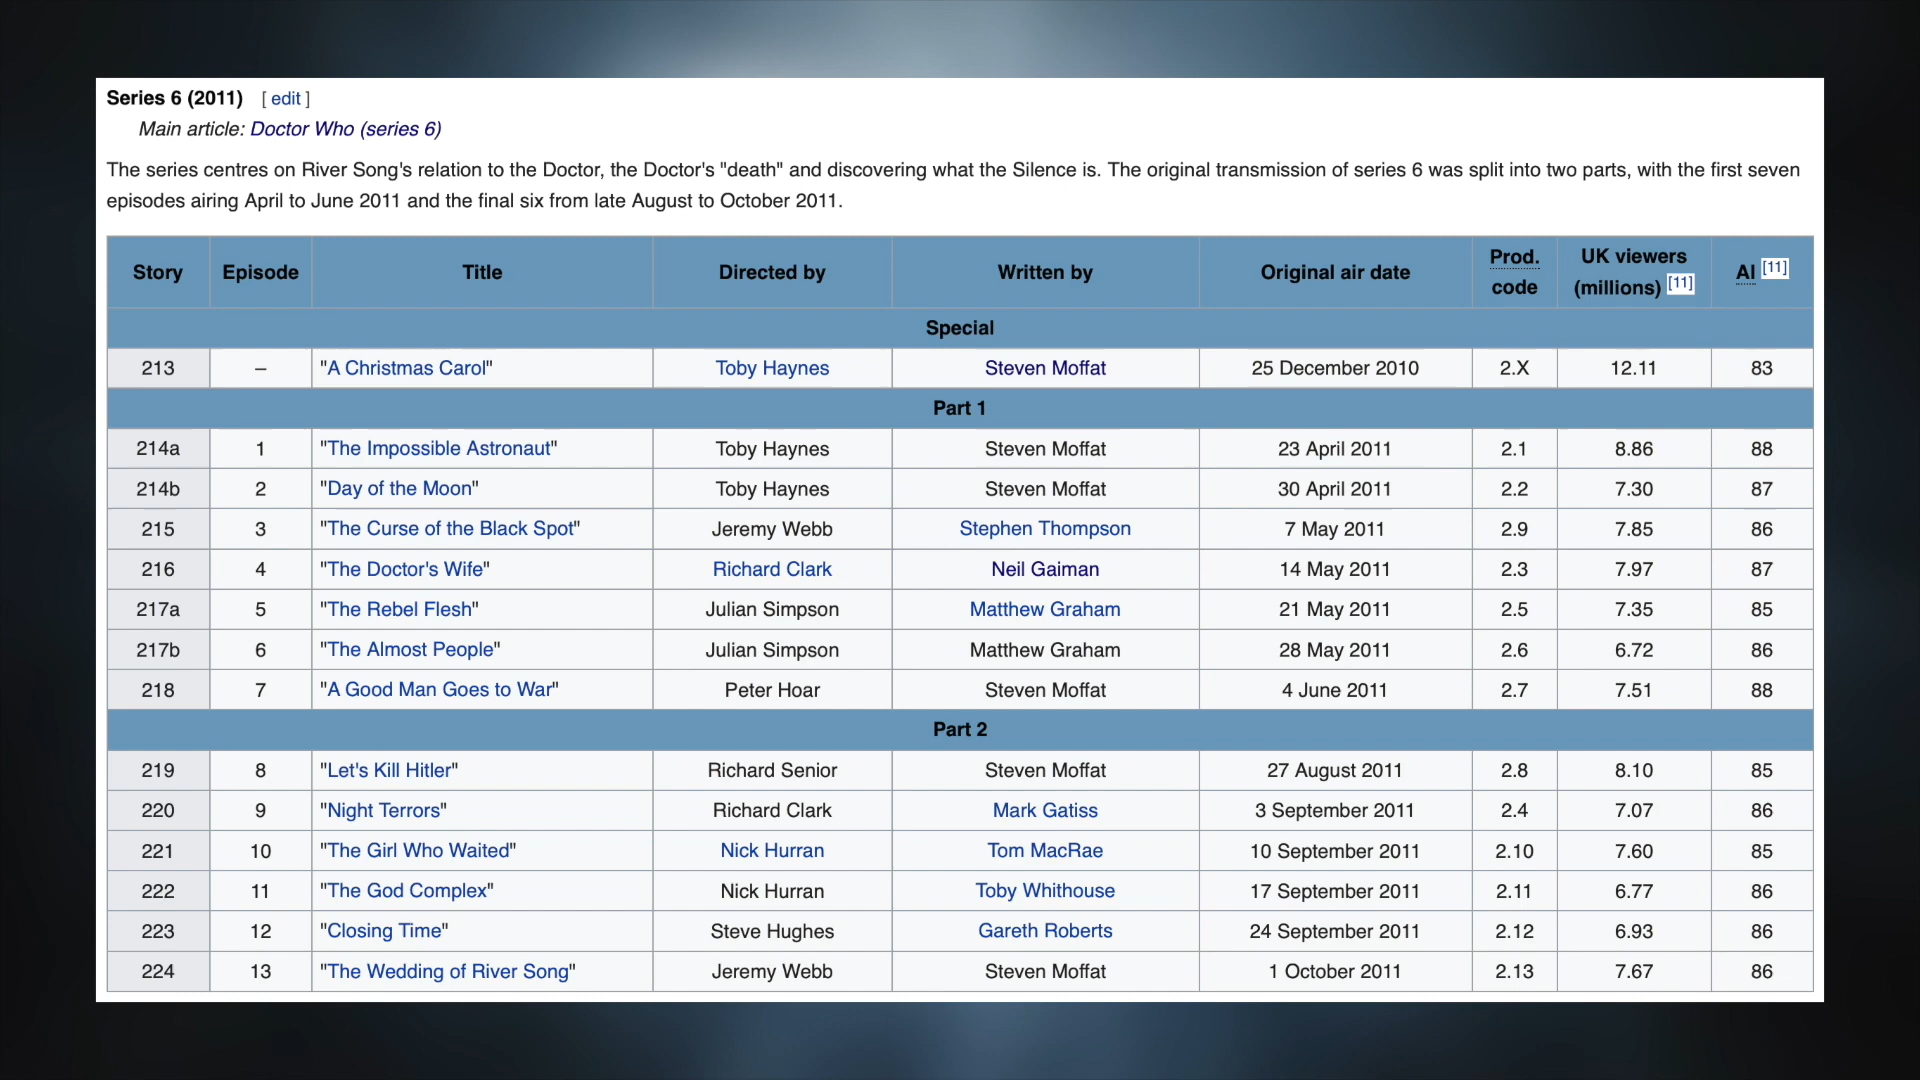 Series 6 (2011) [ edit ]
Main article: Doctor Who (series 6)
The series centres on River Song's relation to the Doctor, the Doctor's "death" and discovering what the Silence is. The original transmission of series 6 was split into two parts, with the first seven
episodes airing April to June 2011 and the final six from late August to October 2011.
Story Episode Title Directed by Written by Original air date Prod. code UK viewers (millions) [11] AI [11]
Special
213 – "A Christmas Carol" Toby Haynes Steven Moffat 25 December 2010 2.X 12.11 83
Part 1
214a 1 "The Impossible Astronaut" Toby Haynes Steven Moffat 23 April 2011 2.1 8.86 88
214b 2 "Day of the Moon" Toby Haynes Steven Moffat 30 April 2011 2.2 7.30 87
215 3 "The Curse of the Black Spot" Jeremy Webb Stephen Thompson 7 May 2011 2.9 7.85 86
216 4 "The Doctor's Wife" Richard Clark Neil Gaiman 14 May 2011 2.3 7.97 87
217a 5 "The Rebel Flesh" Julian Simpson Matthew Graham 21 May 2011 2.5 7.35 85
217b 6 "The Almost People" Julian Simpson Matthew Graham 28 May 2011 2.6 6.72 86
218 7 "A Good Man Goes to War" Peter Hoar Steven Moffat 4 June 2011 2.7 7.51 88
Part 2
219 8 "Let's Kill Hitler" Richard Senior Steven Moffat 27 August 2011 2.8 8.10 85
220 9 "Night Terrors" Richard Clark Mark Gatiss 3 September 2011 2.4 7.07 86
221 10 "The Girl Who Waited" Nick Hurran Tom MacRae 10 September 2011 2.10 7.60 85
222 11 "The God Complex" Nick Hurran Toby Whithouse 17 September 2011 2.11 6.77 86
223 12 "Closing Time" Steve Hughes Gareth Roberts 24 September 2011 2.12 6.93 86
224 13 "The Wedding of River Song" Jeremy Webb Steven Moffat 1 October 2011 2.13 7.67 86